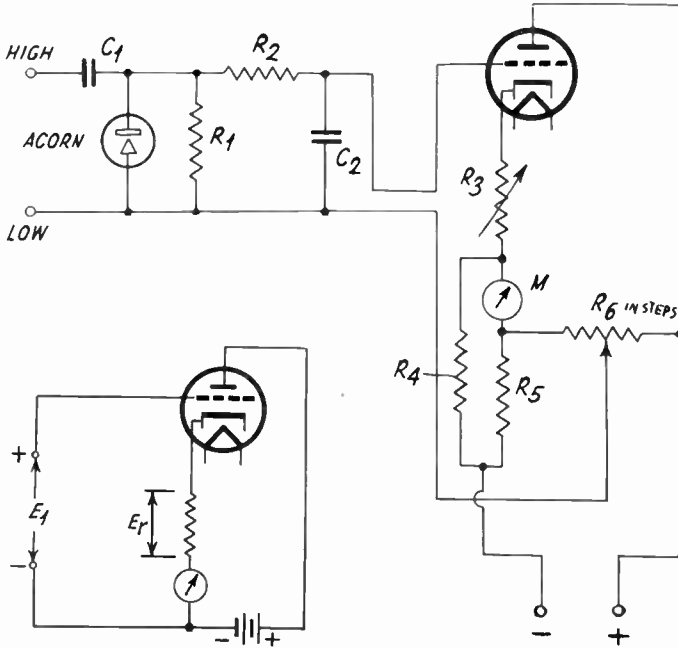 HIGH
C1
R2
ACORN
R1
C2
LOW
R3
M
R6 IN STEPS
R4
R5
+
E1
−
Er
− +
− +